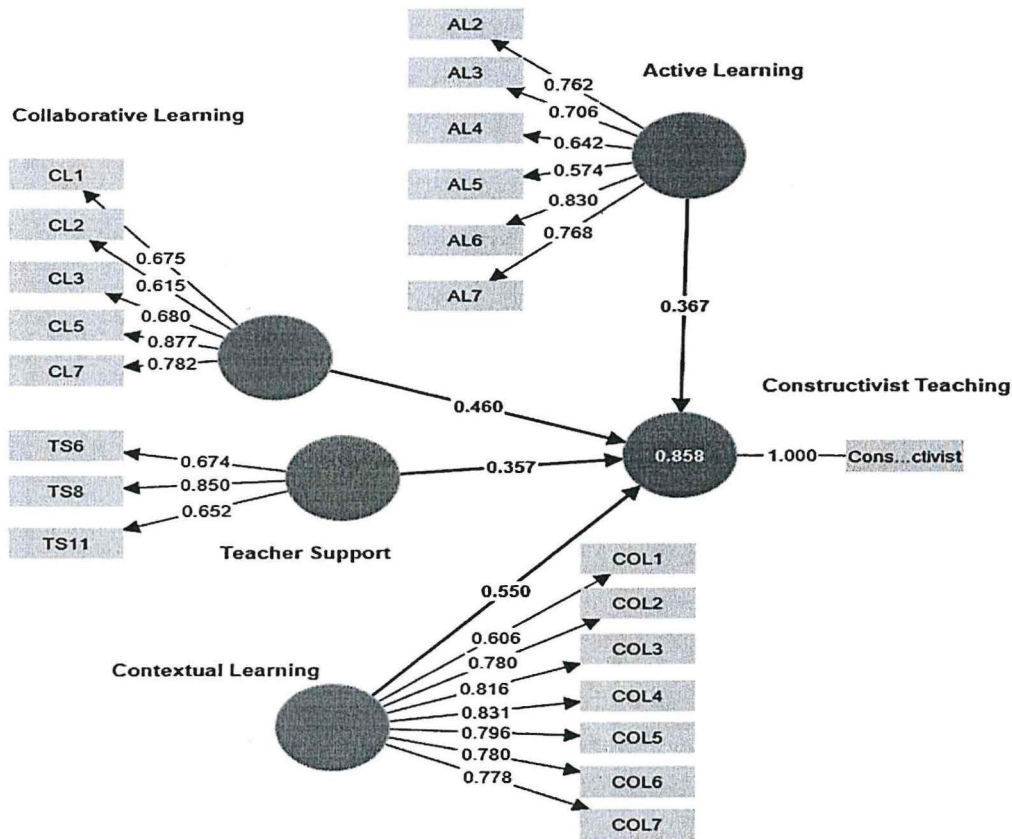 AL2
AL3
AL4
AL5
AL6
AL7
0.762
0.706
0.642
0.574
0.830
0.768
Active Learning
Collaborative Learning
CL1
CL2
CL3
CL5
CL7
0.675
0.615
0.680
0.877
0.782
0.367
0.460
Constructivist Teaching
0.858
1.000
Cons...ctivist
TS6
TS8
TS11
0.674
0.850
0.652
0.357
Teacher Support
0.550
Contextual Learning
0.606
0.780
0.816
0.831
0.796
0.780
0.778
COL1
COL2
COL3
COL4
COL5
COL6
COL7